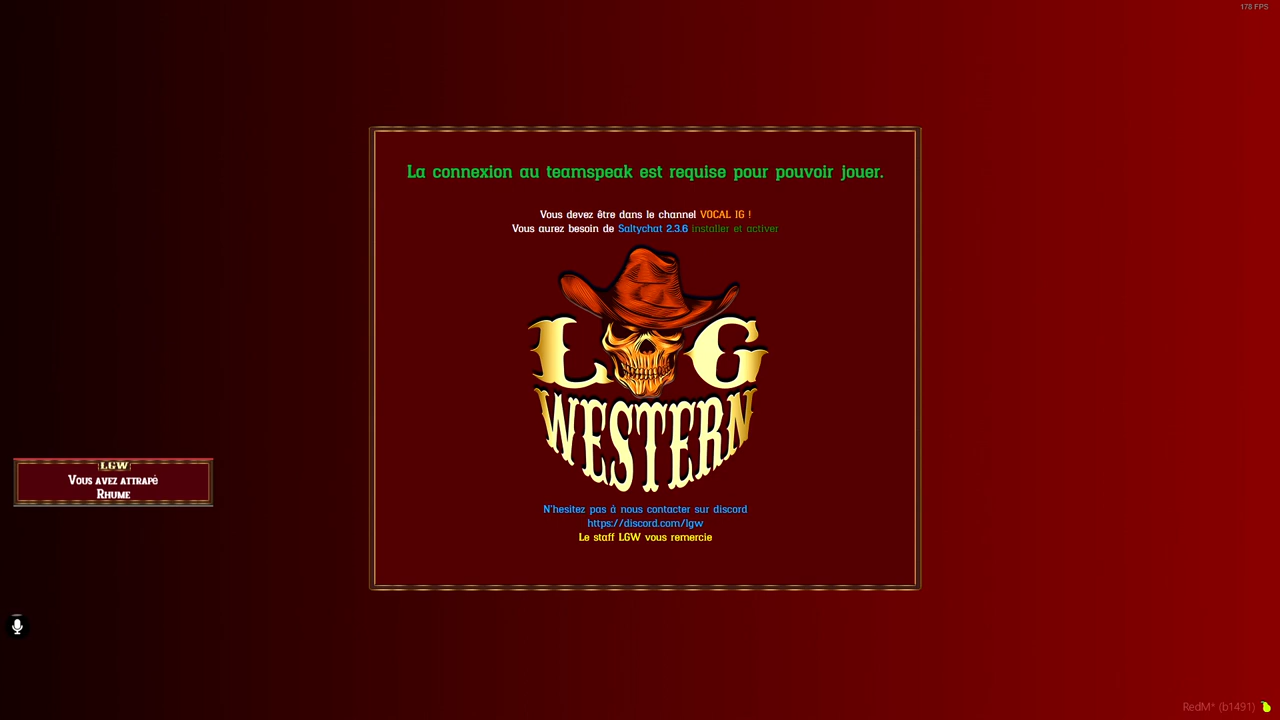 178 FPS
La connexion au teamspeak est requise pour pouvoir jouer.
Vous devez être dans le channel VOCAL IG !
Vous aurez besoin de Saltychat 2.3.6 installer et activer
L G
WESTERN
LGW
Vous avez attrapé
Rhume
N'hesitez pas à nous contacter sur discord
https://discord.com/lgw
Le staff LGW vous remercie
RedM* (b1491)